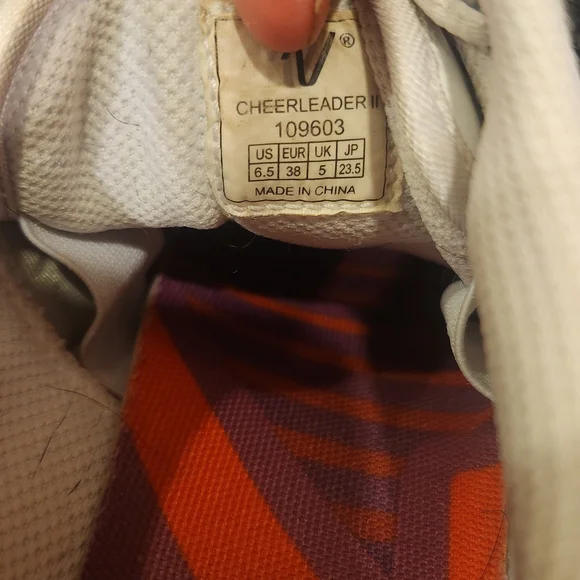 V®
CHEERLEADER II
109603
US EUR UK JP
6.5 38 5 23.5
MADE IN CHINA